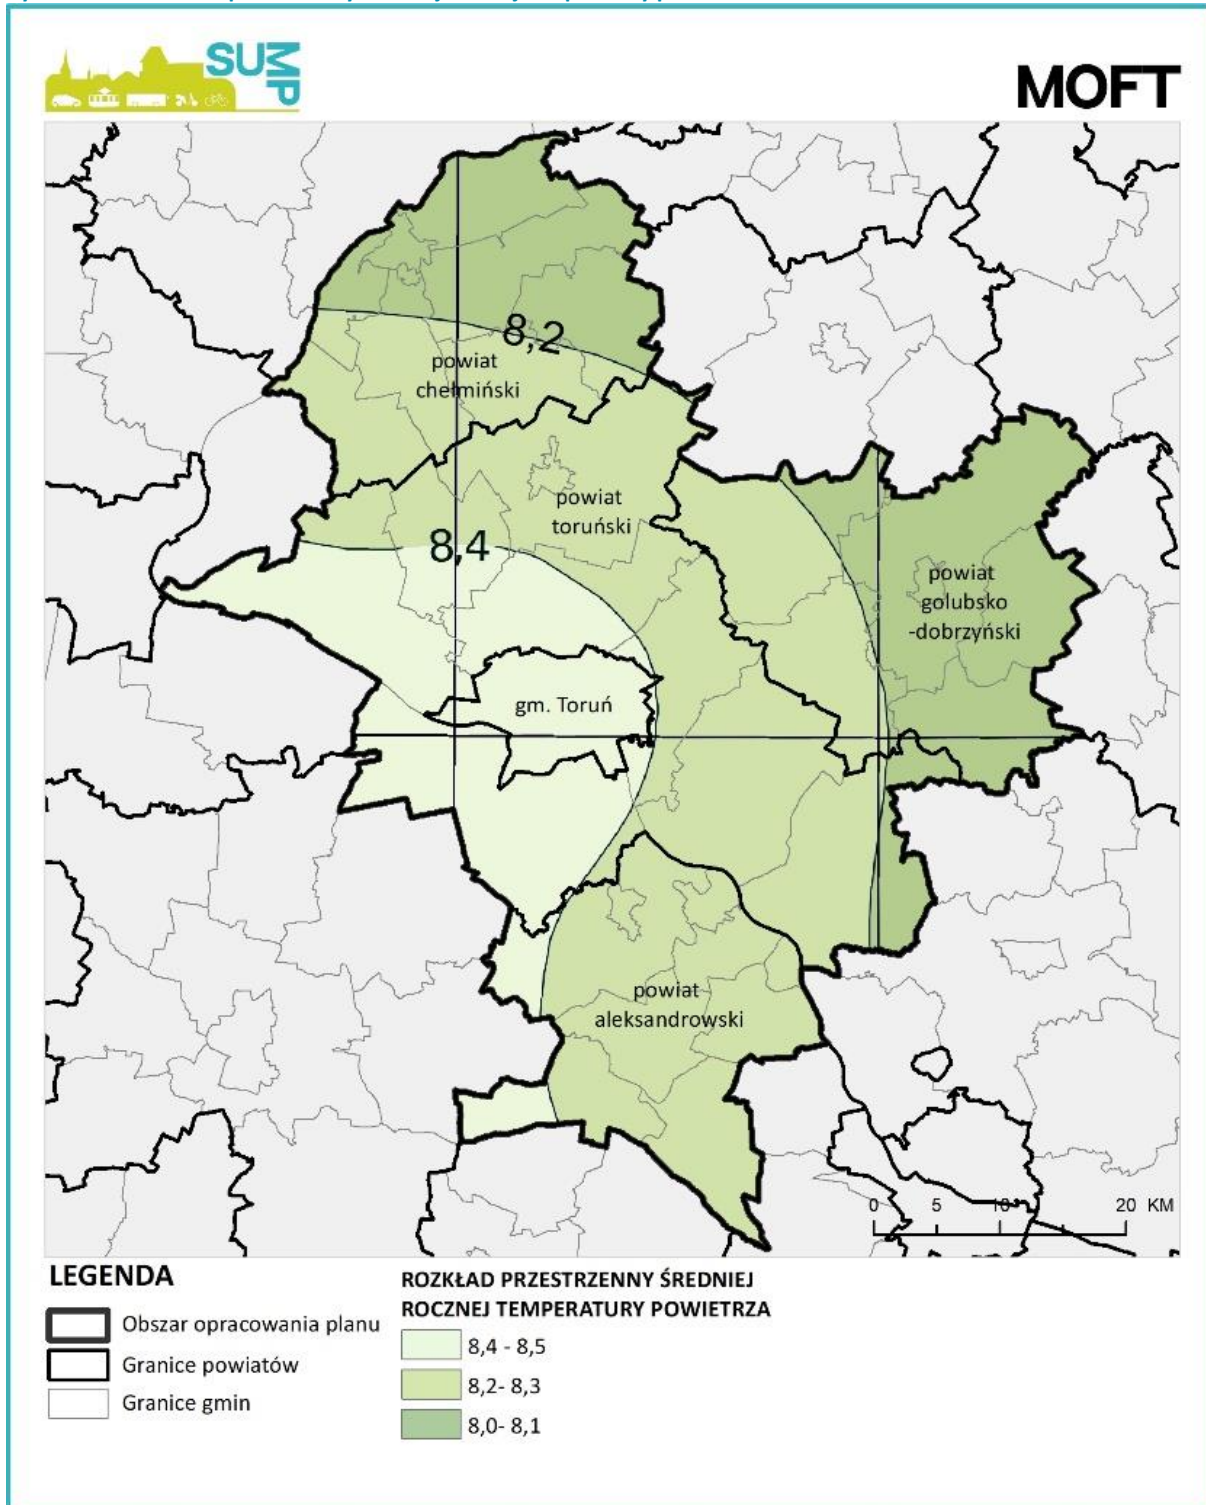 SUMP
MOFT
8,2
powiat
chełmiński
powiat
toruński
8,4
powiat
golubsko
-dobrzyński
gm. Toruń
powiat
aleksandrowski
0 5 10 20 KM
LEGENDA
Obszar opracowania planu
Granice powiatów
Granice gmin
ROZKŁAD PRZESTRZENNY ŚREDNIEJ
ROCZNEJ TEMPERATURY POWIETRZA
8,4 - 8,5
8,2- 8,3
8,0- 8,1